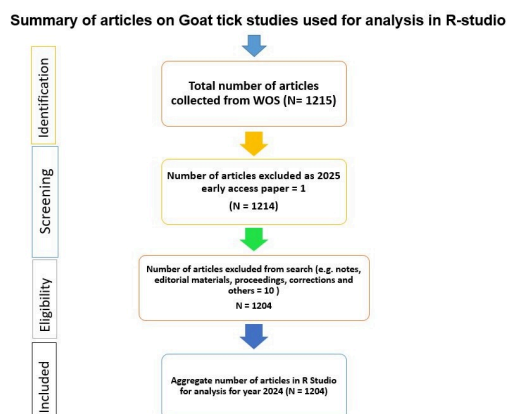 Summary of articles on Goat tick studies used for analysis in R-studio
Identification
Total number of articles
collected from WOS (N= 1215)
Screening
Number of articles excluded as 2025
early access paper = 1
(N = 1214)
Eligibility
Number of articles excluded from search (e.g. notes,
editorial materials, proceedings, corrections and
others = 10 )
N = 1204
Included
Aggregate number of articles in R Studio
for analysis for year 2024 (N = 1204)